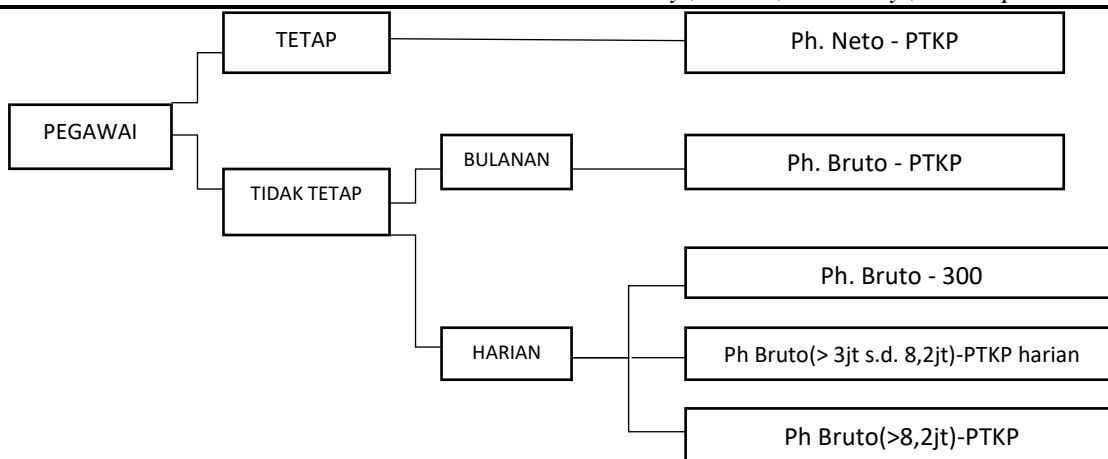 TETAP
Ph. Neto - PTKP
PEGAWAI
BULANAN
Ph. Bruto - PTKP
TIDAK TETAP
Ph. Bruto - 300
HARIAN
Ph Bruto(> 3jt s.d. 8,2jt)-PTKP harian
Ph Bruto(>8,2jt)-PTKP